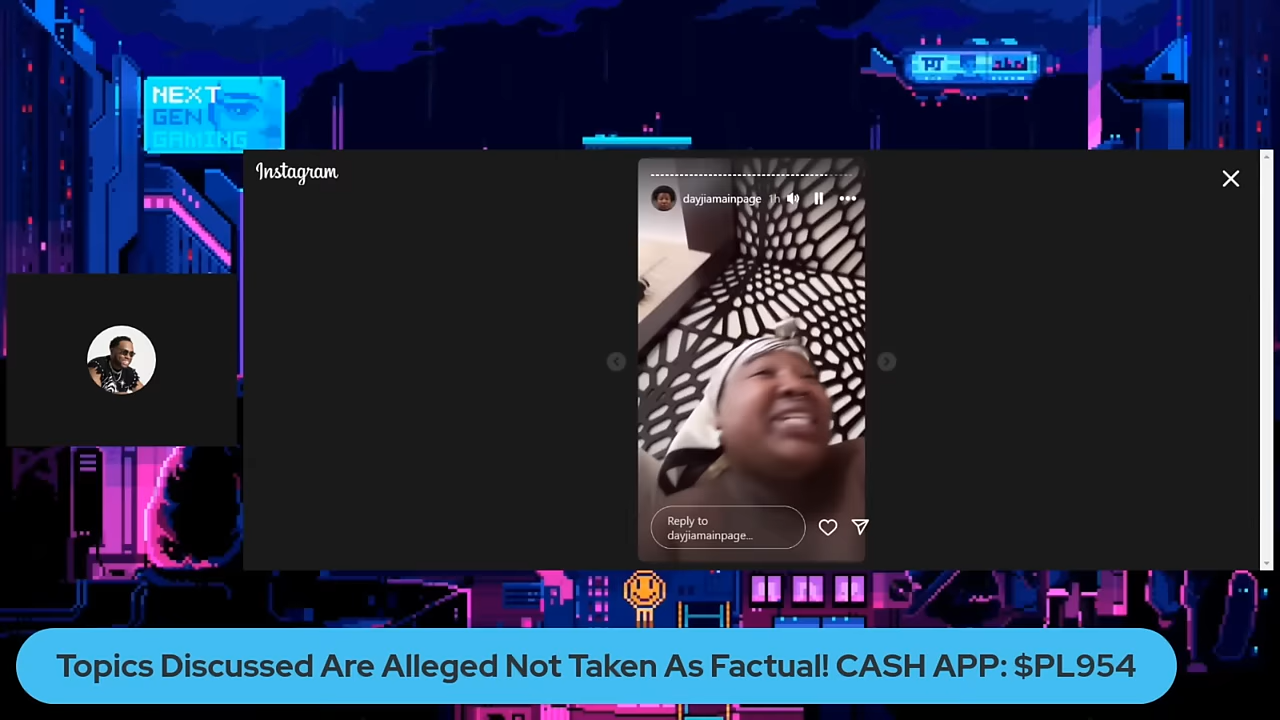 NEXT
GEN
GAMING
Instagram
dayjiamainpage 1h
Reply to
dayjiamainpage...
Topics Discussed Are Alleged Not Taken As Factual! CASH APP: $PL954